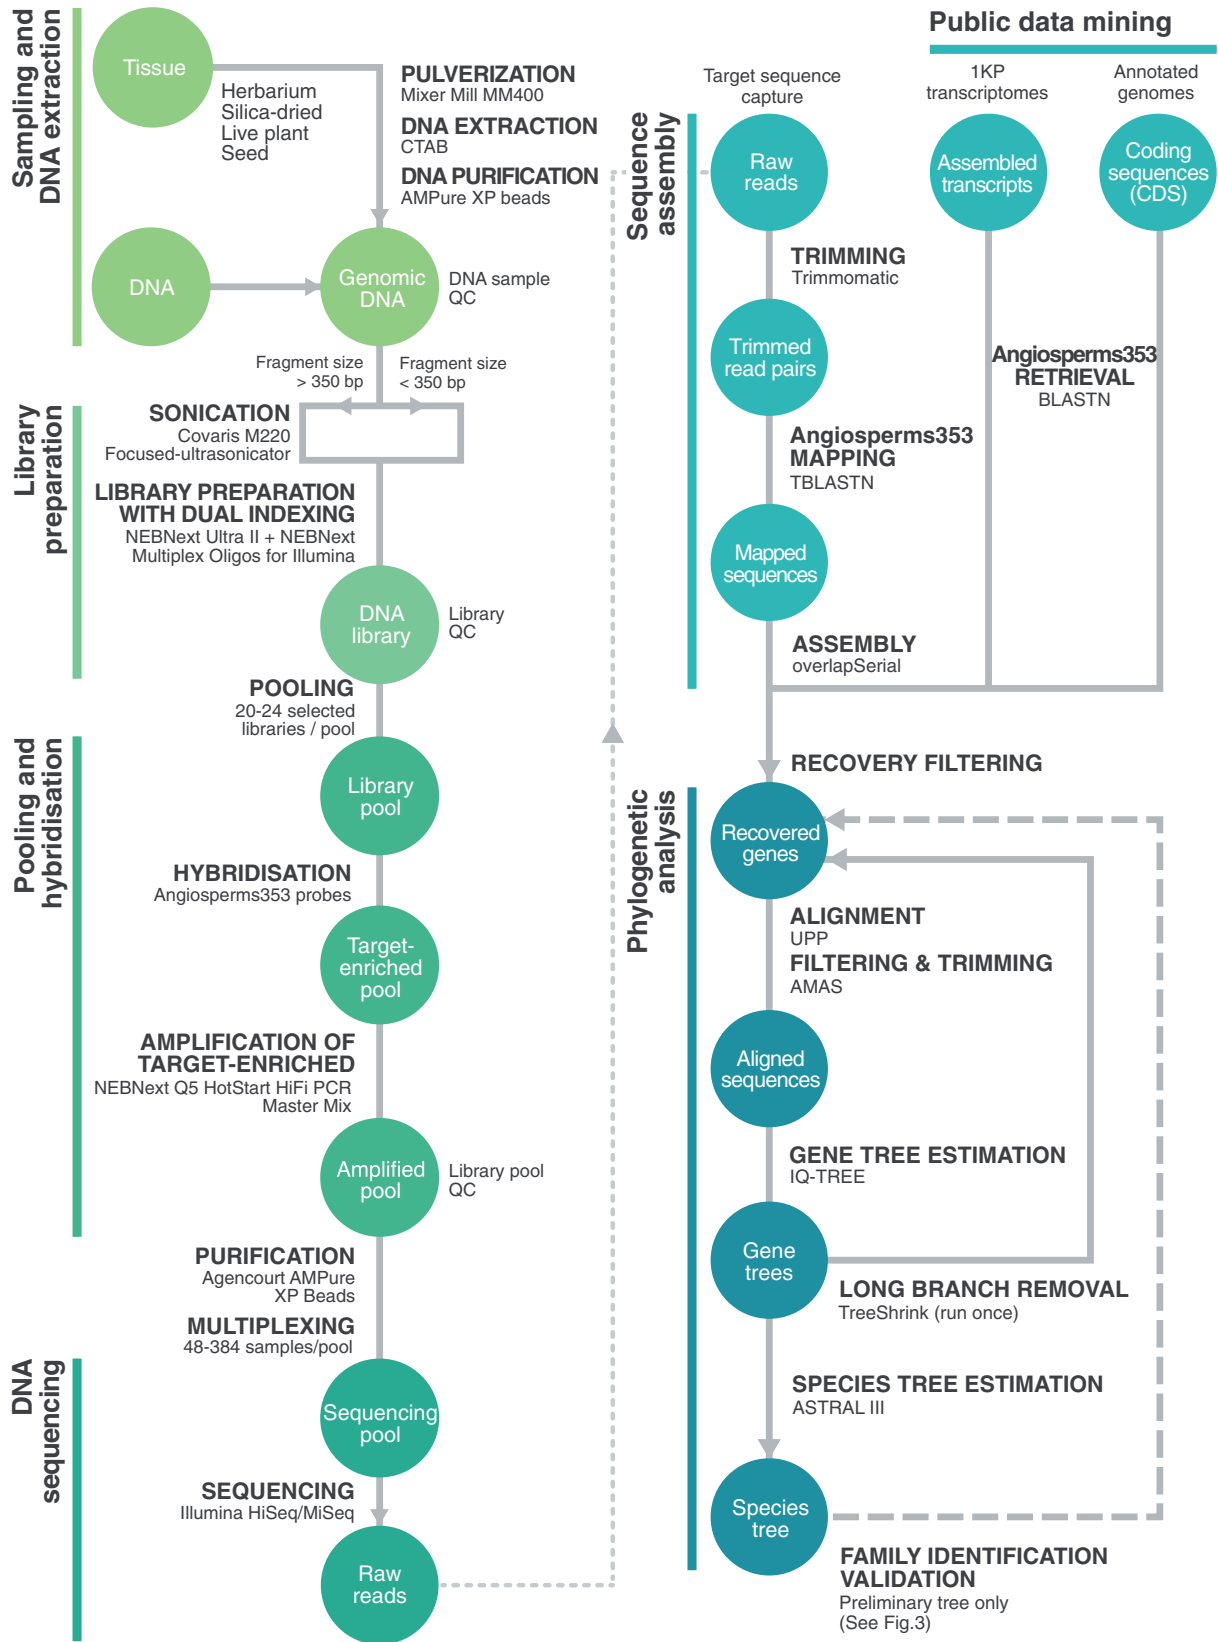 Sampling and
DNA extraction
Tissue
Herbarium
Silica-dried
Live plant
Seed
PULVERIZATION
Mixer Mill MM400
DNA EXTRACTION
CTAB
DNA PURIFICATION
AMPure XP beads
DNA
Genomic
DNA
DNA sample
QC
Fragment size
> 350 bp
Fragment size
< 350 bp
Library
preparation
SONICATION
Covaris M220
Focused-ultrasonicator
LIBRARY PREPARATION
WITH DUAL INDEXING
NEBNext Ultra II + NEBNext
Multiplex Oligos for Illumina
DNA
library
Library
QC
POOLING
20-24 selected
libraries / pool
Pooling and
hybridisation
Library
pool
HYBRIDISATION
Angiosperms353 probes
Target-
enriched
pool
AMPLIFICATION OF
TARGET-ENRICHED
NEBNext Q5 HotStart HiFi PCR
Master Mix
Amplified
pool
Library pool
QC
PURIFICATION
Agencourt AMPure
XP Beads
MULTIPLEXING
48-384 samples/pool
DNA
sequencing
Sequencing
pool
SEQUENCING
Illumina HiSeq/MiSeq
Raw
reads
Public data mining
Target sequence
capture
1KP
transcriptomes
Annotated
genomes
Sequence
assembly
Raw
reads
Assembled
transcripts
Coding
sequences
(CDS)
TRIMMING
Trimmomatic
Trimmed
read pairs
Angiosperms353
RETRIEVAL
BLASTN
Angiosperms353
MAPPING
TBLASTN
Mapped
sequences
ASSEMBLY
overlapSerial
RECOVERY FILTERING
Phylogenetic
analysis
Recovered
genes
ALIGNMENT
UPP
FILTERING & TRIMMING
AMAS
Aligned
sequences
GENE TREE ESTIMATION
IQ-TREE
Gene
trees
LONG BRANCH REMOVAL
TreeShrink (run once)
SPECIES TREE ESTIMATION
ASTRAL III
Species
tree
FAMILY IDENTIFICATION
VALIDATION
Preliminary tree only
(See Fig.3)